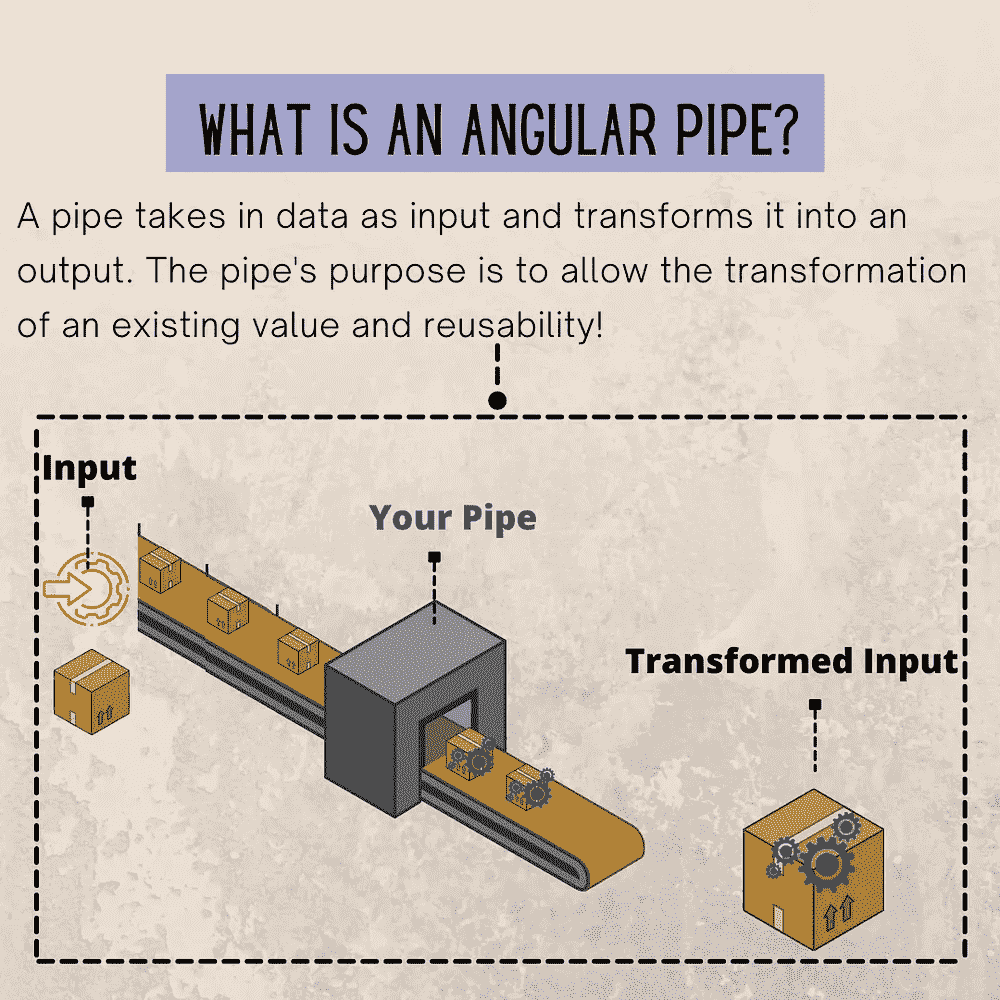 WHAT IS AN ANGULAR PIPE?
A pipe takes in data as input and transforms it into an
output. The pipe's purpose is to allow the transformation
of an existing value and reusability!
Input
Your Pipe
Transformed Input